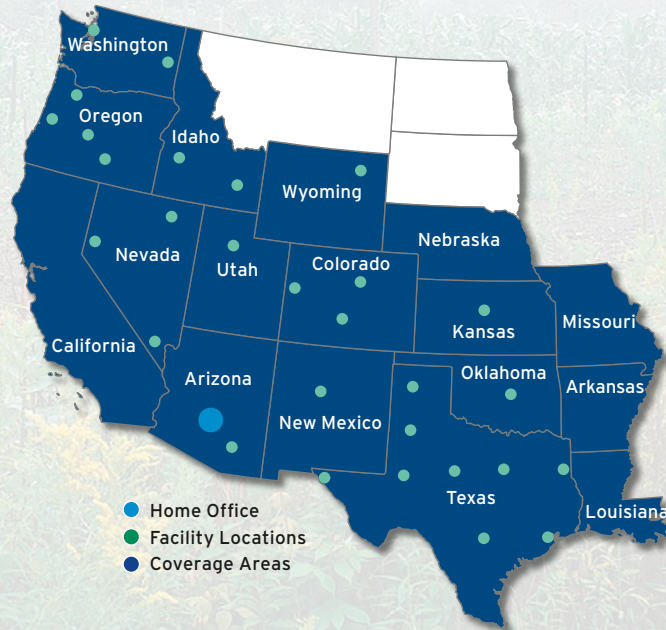 Washington
Oregon
Idaho
Wyoming
Nebraska
Nevada
Utah
Colorado
Kansas
Missouri
California
Arizona
New Mexico
Oklahoma
Arkansas
Texas
Louisiana
Home Office
Facility Locations
Coverage Areas